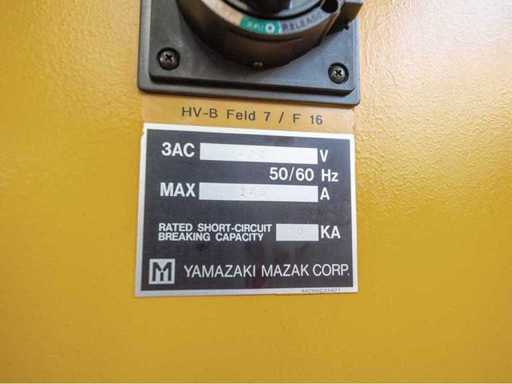 RELEASE
HV-B Feld 7 / F 16
3AC V
50/60 Hz
MAX A
RATED SHORT-CIRCUIT
BREAKING CAPACITY KA
YAMAZAKI MAZAK CORP.